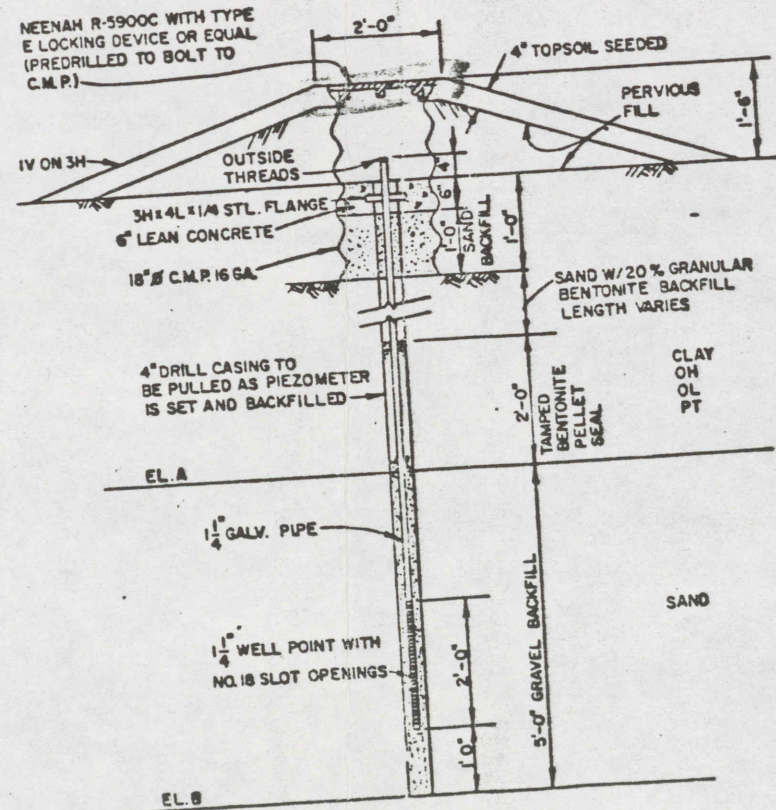 NEENAH R-5900C WITH TYPE
E LOCKING DEVICE OR EQUAL
(PREDRILLED TO BOLT TO
C.M.P.)
2'-0"
4" TOPSOIL SEEDED
PERVIOUS
FILL
1'-6"
1V ON 3H
OUTSIDE
THREADS
4"
6"
3H x 4L x 1/4 STL. FLANGE
6" LEAN CONCRETE
1'-0"
SAND
BACKFILL
1'-0"
18" Ø C.M.P. 16 GA.
SAND W/20% GRANULAR
BENTONITE BACKFILL
LENGTH VARIES
4" DRILL CASING TO
BE PULLED AS PIEZOMETER
IS SET AND BACKFILLED
2'-0"
TAMPED
BENTONITE
PELLET
SEAL
CLAY
OH
OL
PT
EL. A
1 1/4" GALV. PIPE
5'-0" GRAVEL BACKFILL
SAND
1 1/4" WELL POINT WITH
NO. 18 SLOT OPENINGS
2'-0"
1'0"
EL. B